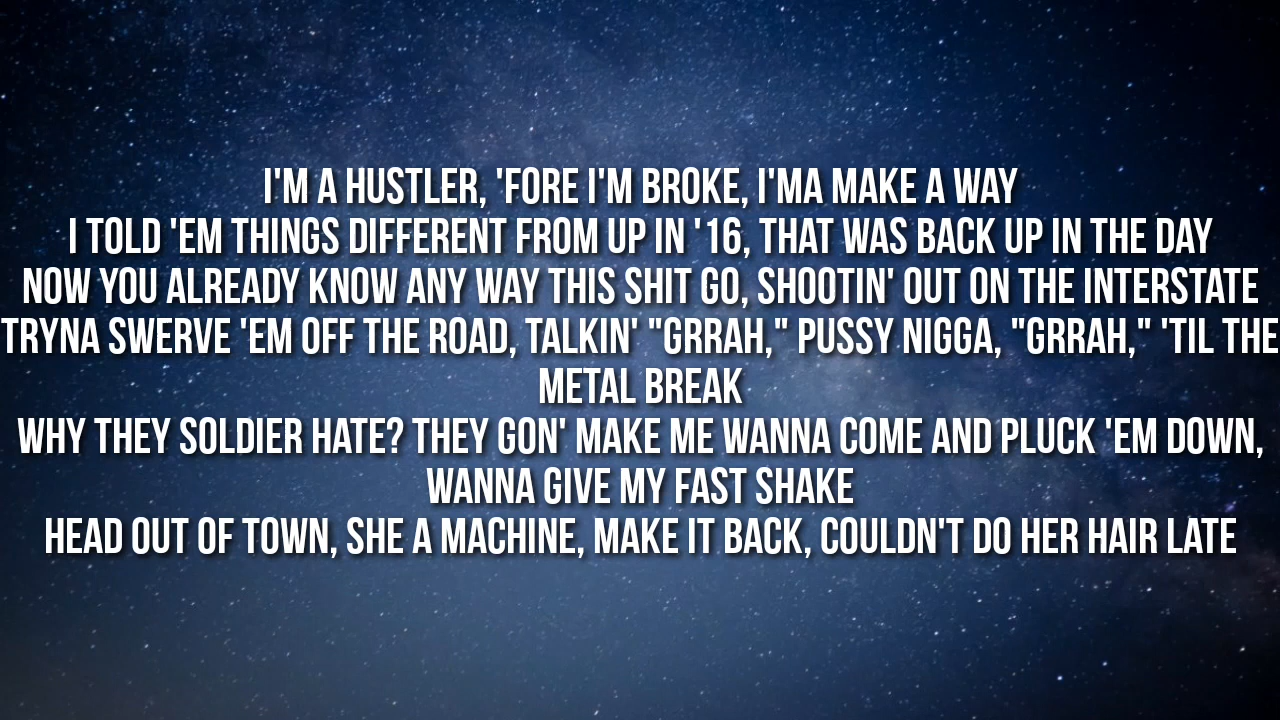 I'M A HUSTLER, 'FORE I'M BROKE, I'MA MAKE A WAY
I TOLD 'EM THINGS DIFFERENT FROM UP IN '16, THAT WAS BACK UP IN THE DAY
NOW YOU ALREADY KNOW ANY WAY THIS SHIT GO, SHOOTIN' OUT ON THE INTERSTATE
TRYNA SWERVE 'EM OFF THE ROAD, TALKIN' "GRRAH," PUSSY NIGGA, "GRRAH," 'TIL THE
METAL BREAK
WHY THEY SOLDIER HATE? THEY GON' MAKE ME WANNA COME AND PLUCK 'EM DOWN,
WANNA GIVE MY FAST SHAKE
HEAD OUT OF TOWN, SHE A MACHINE, MAKE IT BACK, COULDN'T DO HER HAIR LATE